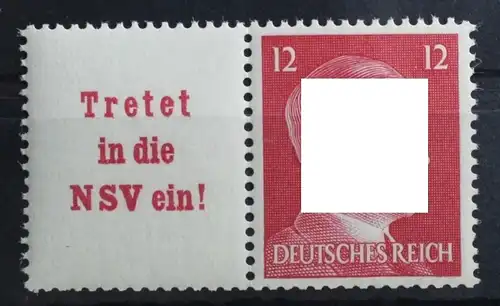 Tretet
in die
NSV ein!
12 12
DEUTSCHES REICH